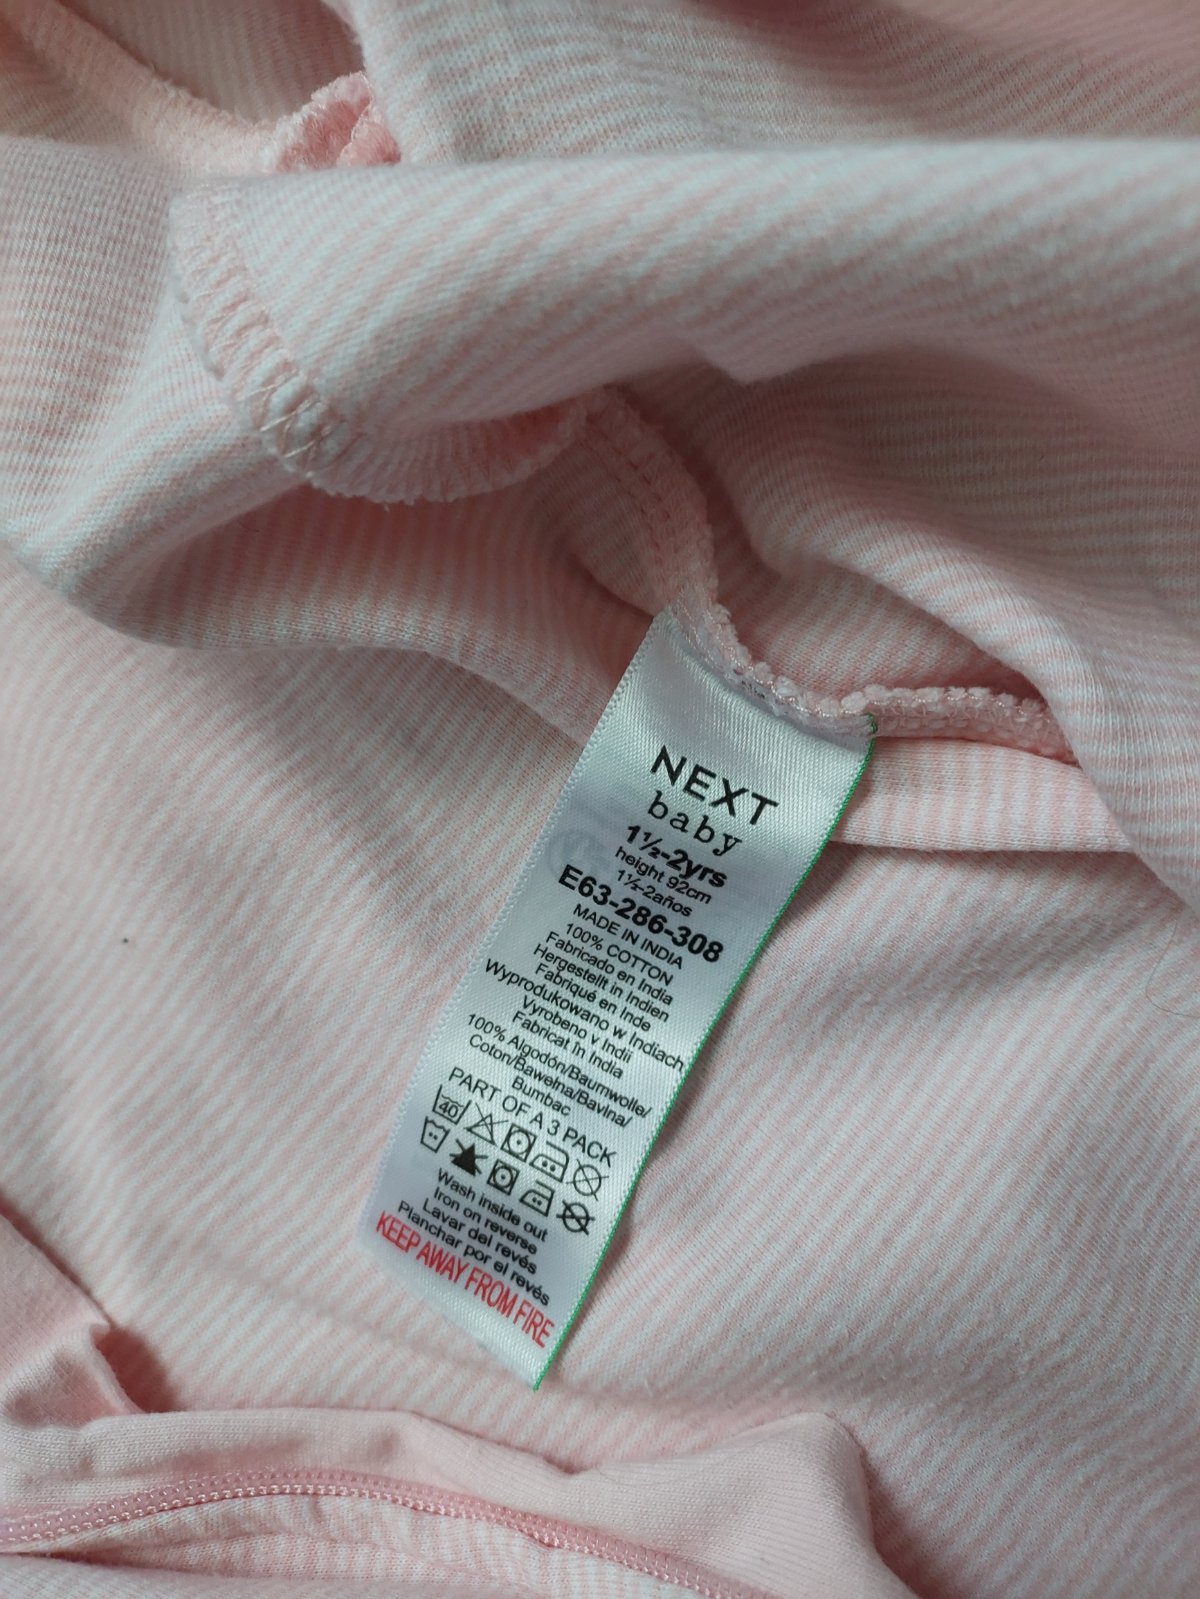 NEXT
baby
1½-2yrs
height 92cm
1½-2años
E63-286-308
MADE IN INDIA
100% COTTON
Fabricado en India
Hergestellt in Indien
Fabriqué en Inde
Wyprodukowano w Indiach
Vyrobeno v Indii
Fabricat în India
100% Algodón/Baumwolle/
Coton/Bawełna/Bavlna/
Bumbac
PART OF A 3 PACK
40
Wash inside out
Iron on reverse
Lavar del revés
Planchar por el revés
KEEP AWAY FROM FIRE